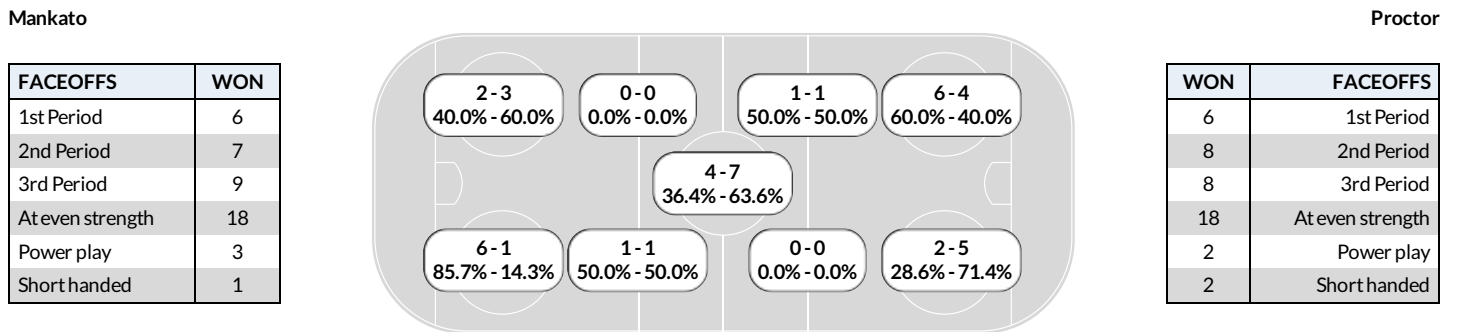 Mankato
Proctor
FACEOFFS WON
1st Period 6
2nd Period 7
3rd Period 9
At even strength 18
Power play 3
Short handed 1
2 - 3
40.0% - 60.0%
0 - 0
0.0% - 0.0%
1 - 1
50.0% - 50.0%
6 - 4
60.0% - 40.0%
4 - 7
36.4% - 63.6%
6 - 1
85.7% - 14.3%
1 - 1
50.0% - 50.0%
0 - 0
0.0% - 0.0%
2 - 5
28.6% - 71.4%
WON FACEOFFS
6 1st Period
8 2nd Period
8 3rd Period
18 At even strength
2 Power play
2 Short handed